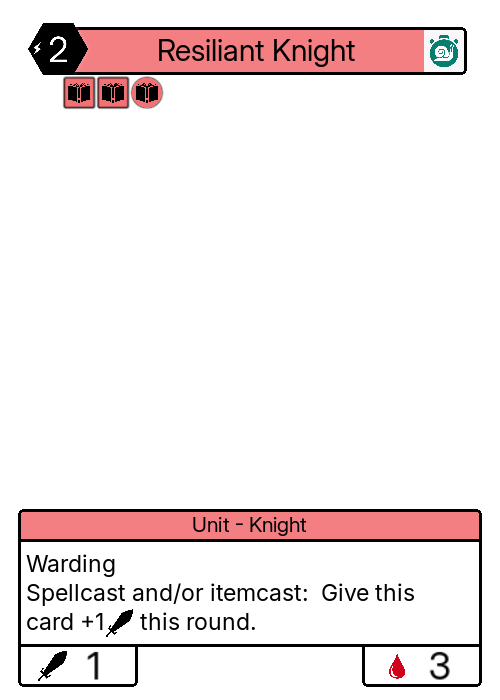 2
Resiliant Knight
Unit - Knight
Warding
Spellcast and/or itemcast: Give this
card +1 this round.
1
3